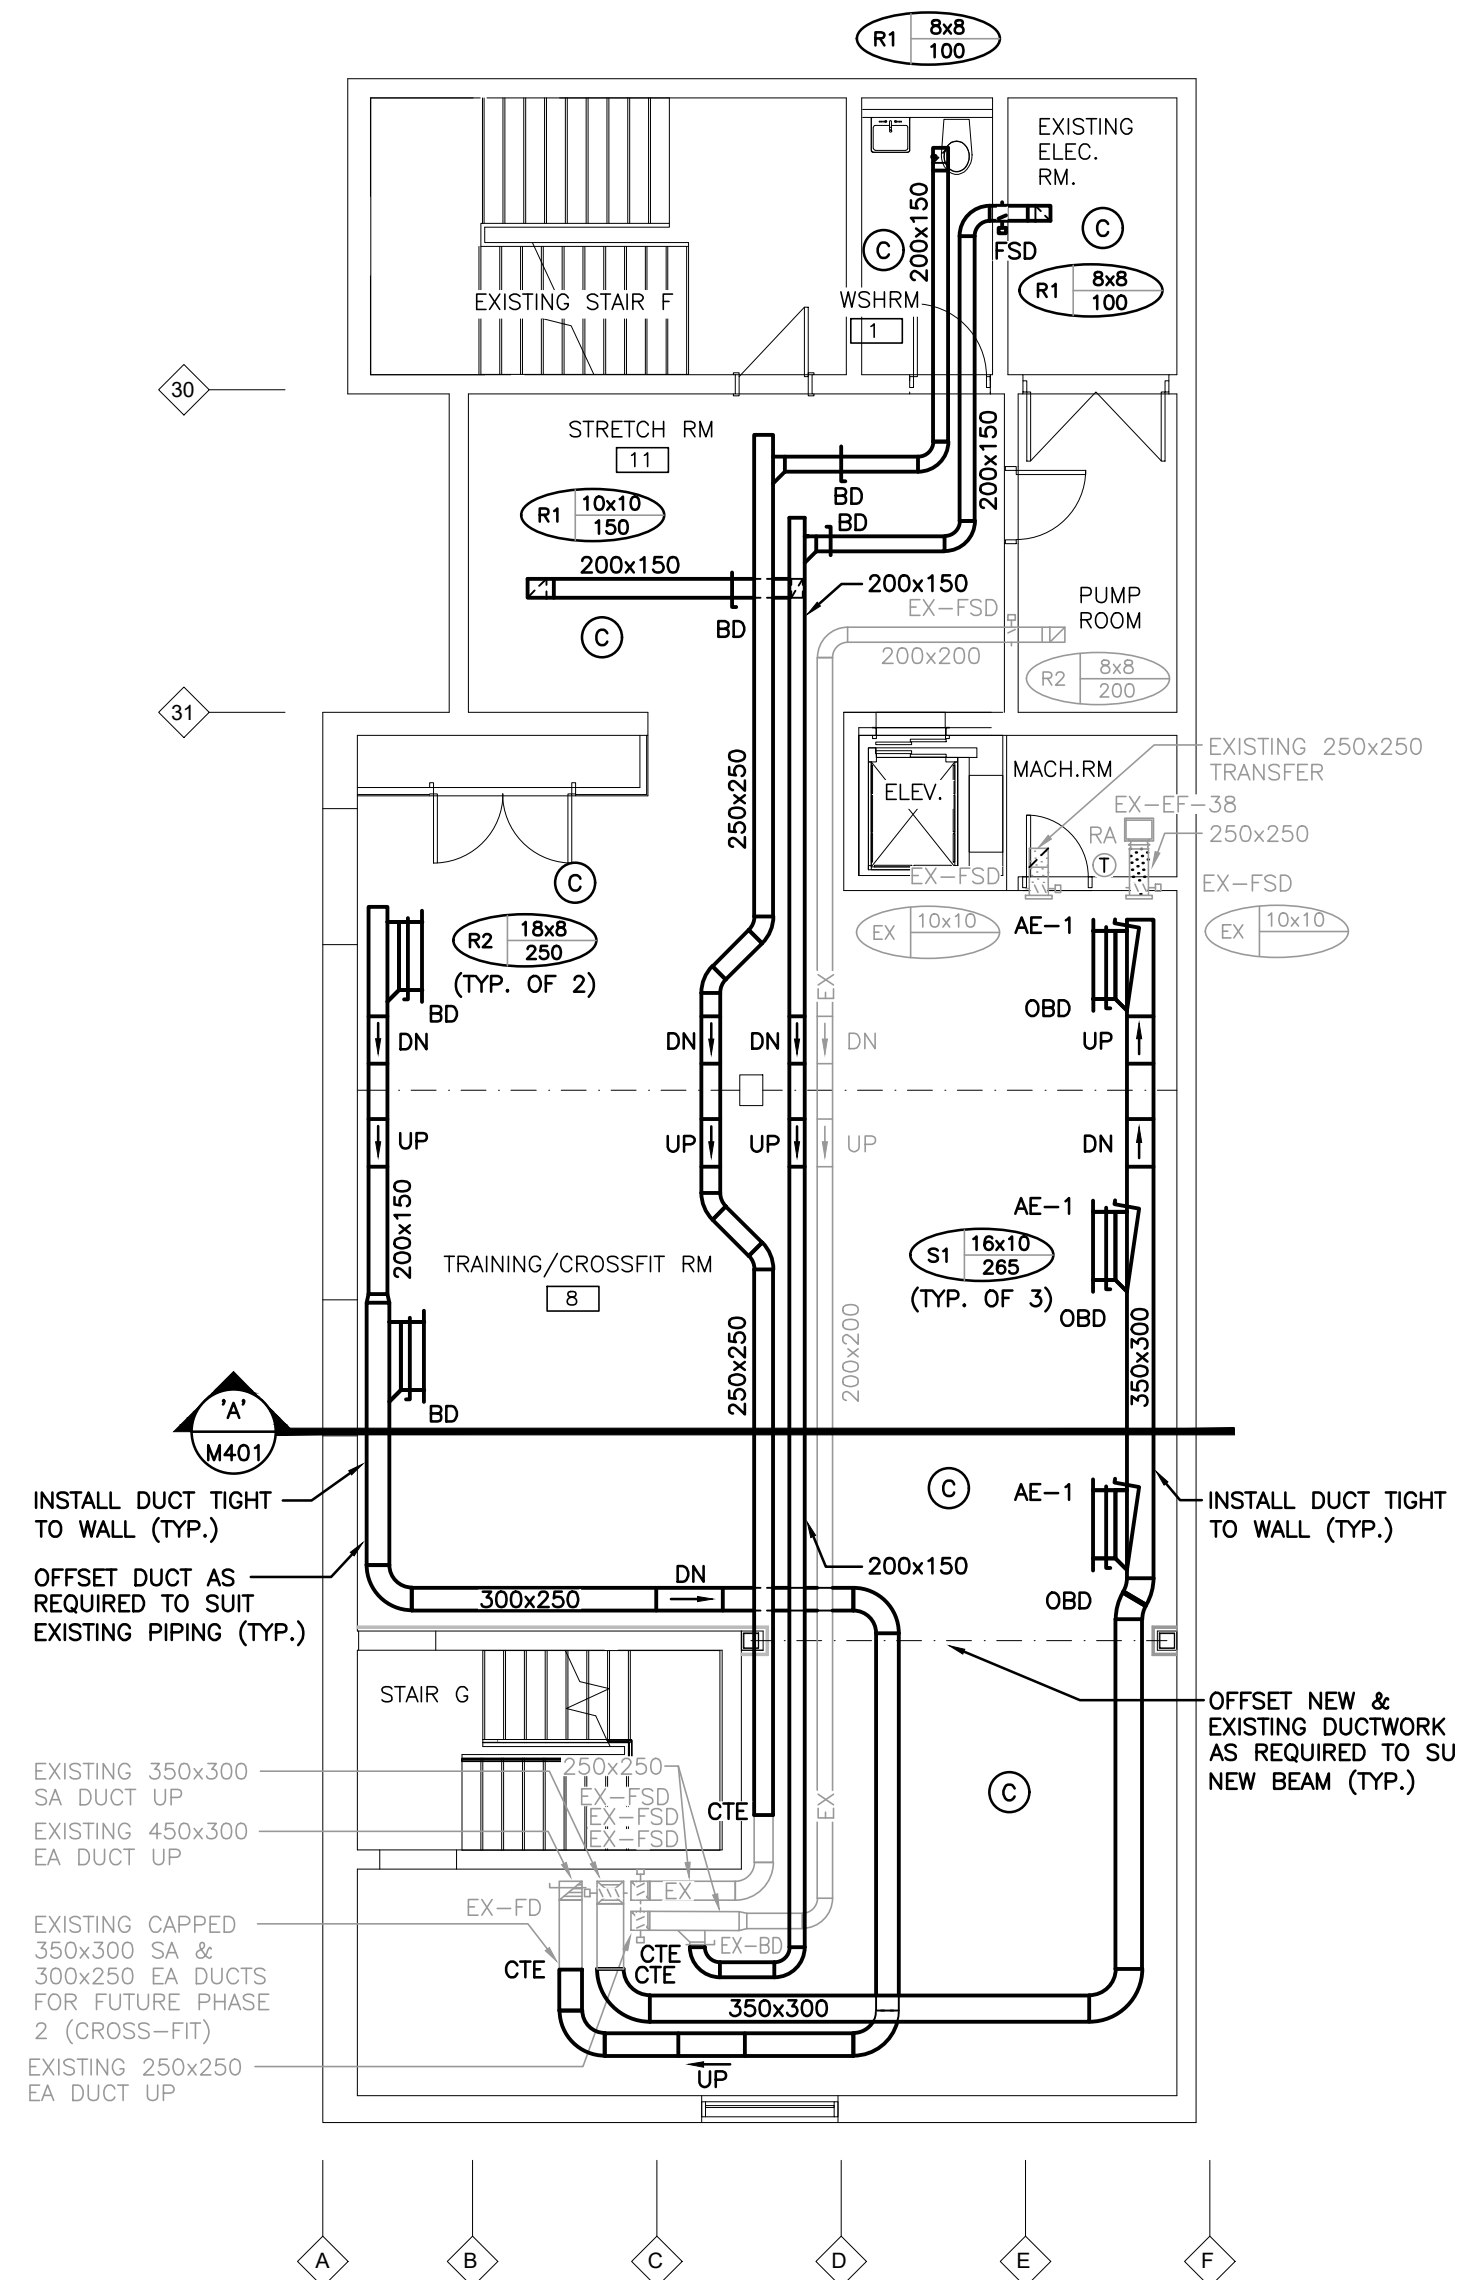 R1
8x8
100
EXISTING
ELEC.
RM.
200x150
C
C
FSD
R1
8x8
100
EXISTING STAIR F
WSHRM
1
30
STRETCH RM
11
200x150
BD
R1
10x10
150
BD
200x150
200x150
EX-FSD
PUMP
ROOM
C
BD
200x200
R2
8x8
200
31
250x250
ELEV.
MACH.RM
EXISTING 250x250
TRANSFER
EX-EF-38
RA
250x250
T
EX-FSD
EX-FSD
C
R2
18x8
250
(TYP. OF 2)
EX
10x10
AE-1
EX
10x10
BD
EX
OBD
DN
DN
DN
DN
UP
UP
UP
UP
UP
DN
200x150
AE-1
TRAINING/CROSSFIT RM
8
S1
16x10
265
(TYP. OF 3)
OBD
250x250
200x200
350x300
'A'
M401
BD
INSTALL DUCT TIGHT
TO WALL (TYP.)
C
AE-1
INSTALL DUCT TIGHT
TO WALL (TYP.)
OFFSET DUCT AS
REQUIRED TO SUIT
EXISTING PIPING (TYP.)
DN
300x250
200x150
OBD
STAIR G
OFFSET NEW &
EXISTING DUCTWORK
AS REQUIRED TO SU
NEW BEAM (TYP.)
EXISTING 350x300
SA DUCT UP
250x250
EX-FSD
EX-FSD
EX-FSD
CTE
EX
C
EXISTING 450x300
EA DUCT UP
EX
EX-FD
EXISTING CAPPED
350x300 SA &
300x250 EA DUCTS
FOR FUTURE PHASE
2 (CROSS-FIT)
CTE
CTE
CTE
EX-BD
350x300
EXISTING 250x250
EA DUCT UP
UP
A
B
C
D
E
F